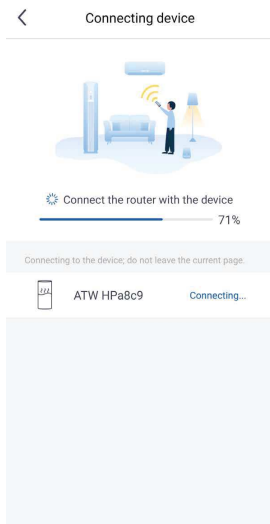 Connecting device
Connect the router with the device
71%
Connecting to the device; do not leave the current page.
ATW HPa8c9 Connecting...